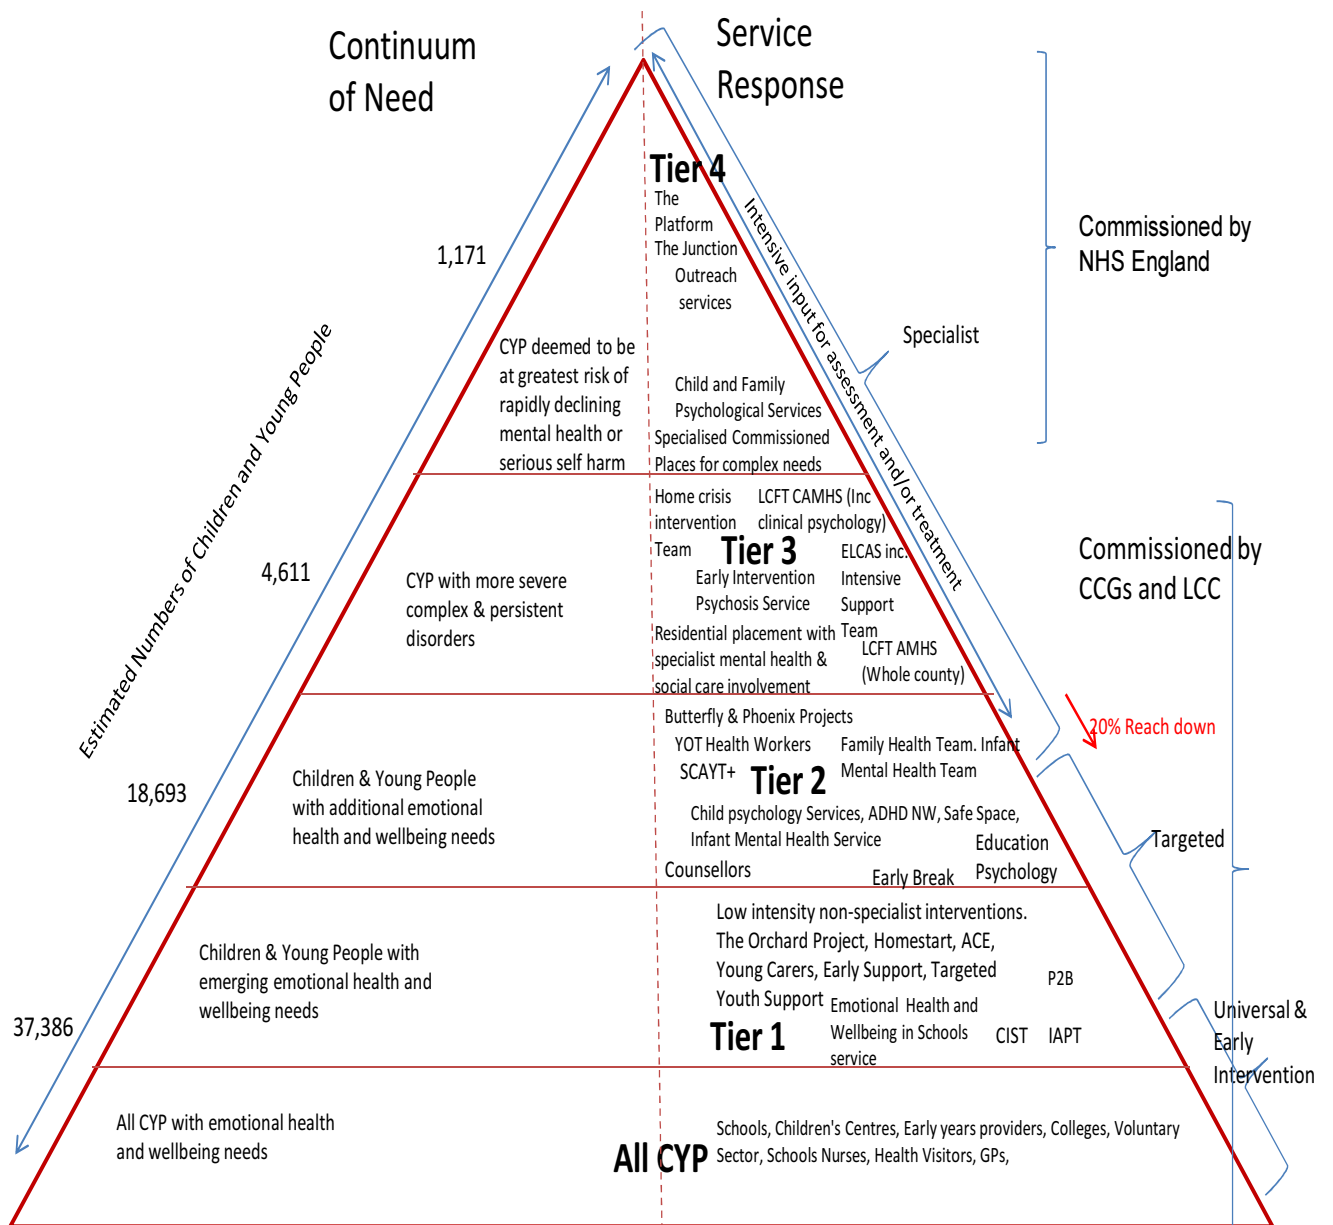 Continuum
of Need
Service
Response
Tier 4
The
Platform
The Junction
Outreach
services
1,171
Intensive input for assessment and/or treatment
Commissioned by
NHS England
Specialist
Estimated Numbers of Children and Young People
CYP deemed to be
at greatest risk of
rapidly declining
mental health or
serious self harm
Child and Family
Psychological Services
Specialised Commissioned
Places for complex needs
Home crisis
intervention
Team
LCFT CAMHS (Inc
clinical psychology)
Tier 3
ELCAS inc.
Intensive
Support
Team
Early Intervention
Psychosis Service
Commissioned by
CCGs and LCC
4,611
CYP with more severe
complex & persistent
disorders
Residential placement with
specialist mental health &
social care involvement
LCFT AMHS
(Whole county)
Butterfly & Phoenix Projects
YOT Health Workers
SCAYT+
Tier 2
Family Health Team. Infant
Mental Health Team
20% Reach down
18,693
Children & Young People
with additional emotional
health and wellbeing needs
Child psychology Services, ADHD NW, Safe Space,
Infant Mental Health Service
Education
Psychology
Counsellors
Early Break
Targeted
Low intensity non-specialist interventions.
The Orchard Project, Homestart, ACE,
Young Carers, Early Support, Targeted
Youth Support
P2B
Children & Young People with
emerging emotional health and
wellbeing needs
37,386
Tier 1
Emotional Health and
Wellbeing in Schools
service
CIST
IAPT
Universal &
Early
Intervention
All CYP with emotional health
and wellbeing needs
All CYP
Schools, Children's Centres, Early years providers, Colleges, Voluntary
Sector, Schools Nurses, Health Visitors, GPs,